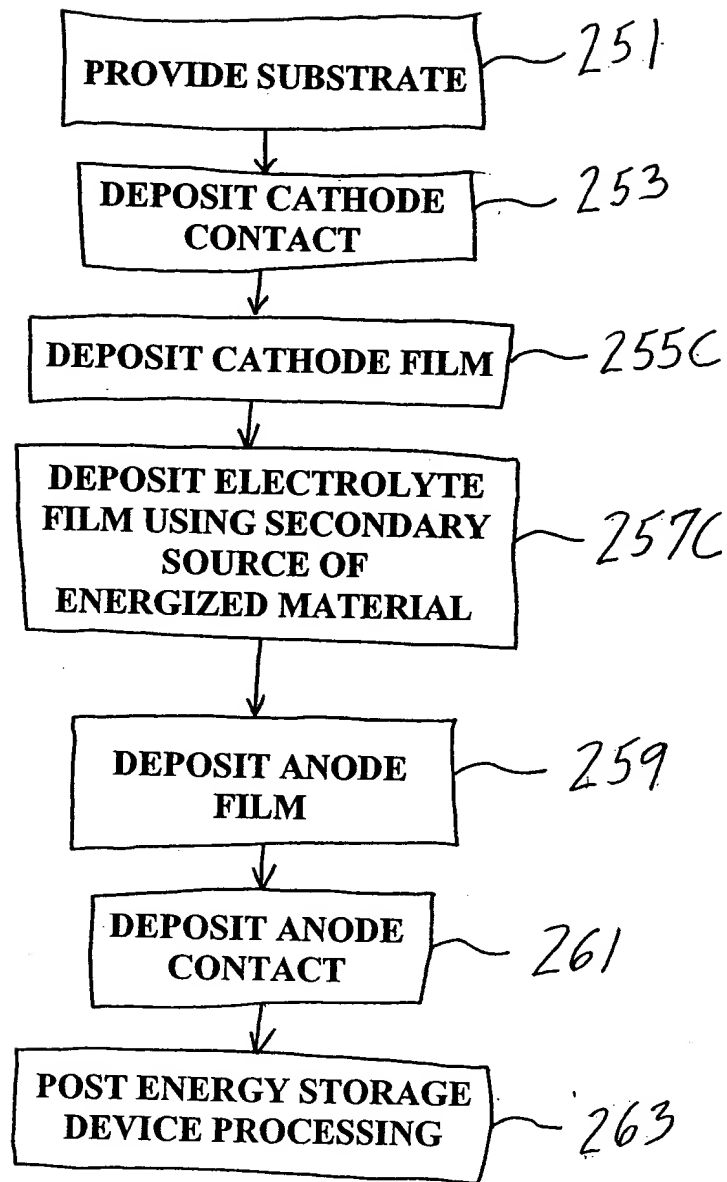 PROVIDE SUBSTRATE
251
DEPOSIT CATHODE
CONTACT
253
DEPOSIT CATHODE FILM
255C
DEPOSIT ELECTROLYTE
FILM USING SECONDARY
SOURCE OF
ENERGIZED MATERIAL
257C
DEPOSIT ANODE
FILM
259
DEPOSIT ANODE
CONTACT
261
POST ENERGY STORAGE
DEVICE PROCESSING
263